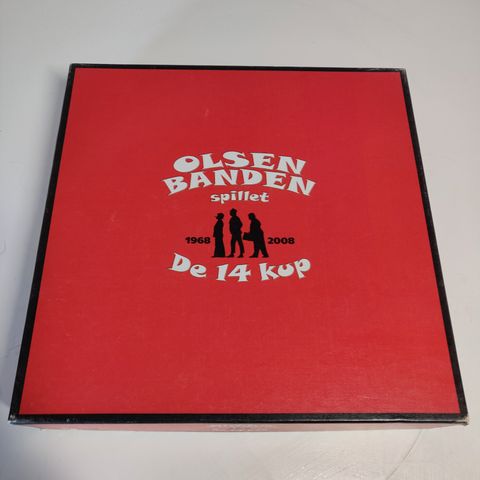 OLSEN
BANDEN
spillet
1968 2008
De 14 kup